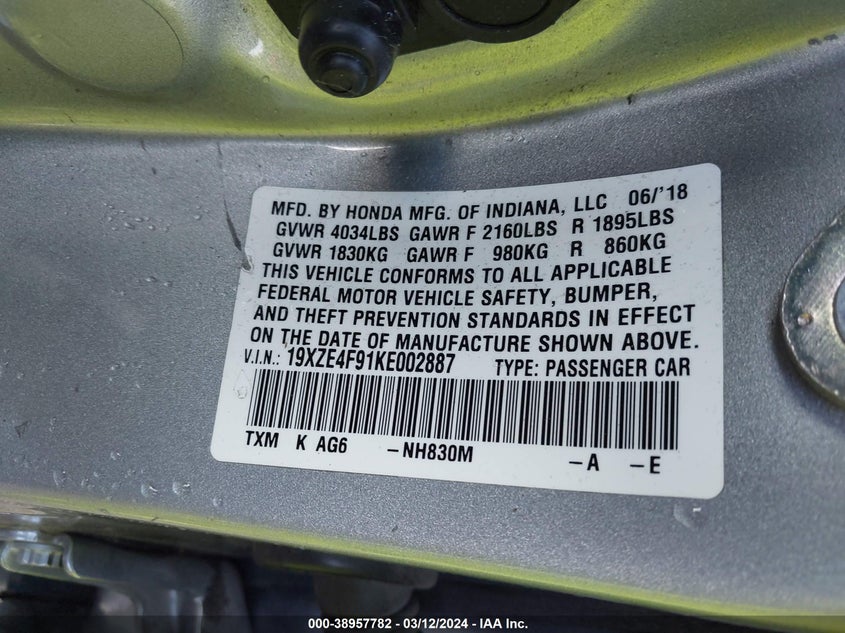 MFD. BY HONDA MFG. OF INDIANA, LLC 06/'18
GVWR 4034LBS GAWR F 2160LBS R 1895LBS
GVWR 1830KG GAWR F 980KG R 860KG
THIS VEHICLE CONFORMS TO ALL APPLICABLE
FEDERAL MOTOR VEHICLE SAFETY, BUMPER,
AND THEFT PREVENTION STANDARDS IN EFFECT
ON THE DATE OF MANUFACTURE SHOWN ABOVE.
V.I.N.: 19XZE4F91KE002887 TYPE: PASSENGER CAR
TXM K AG6 -NH830M -A -E
000-38957782 - 03/12/2024 - IAA Inc.